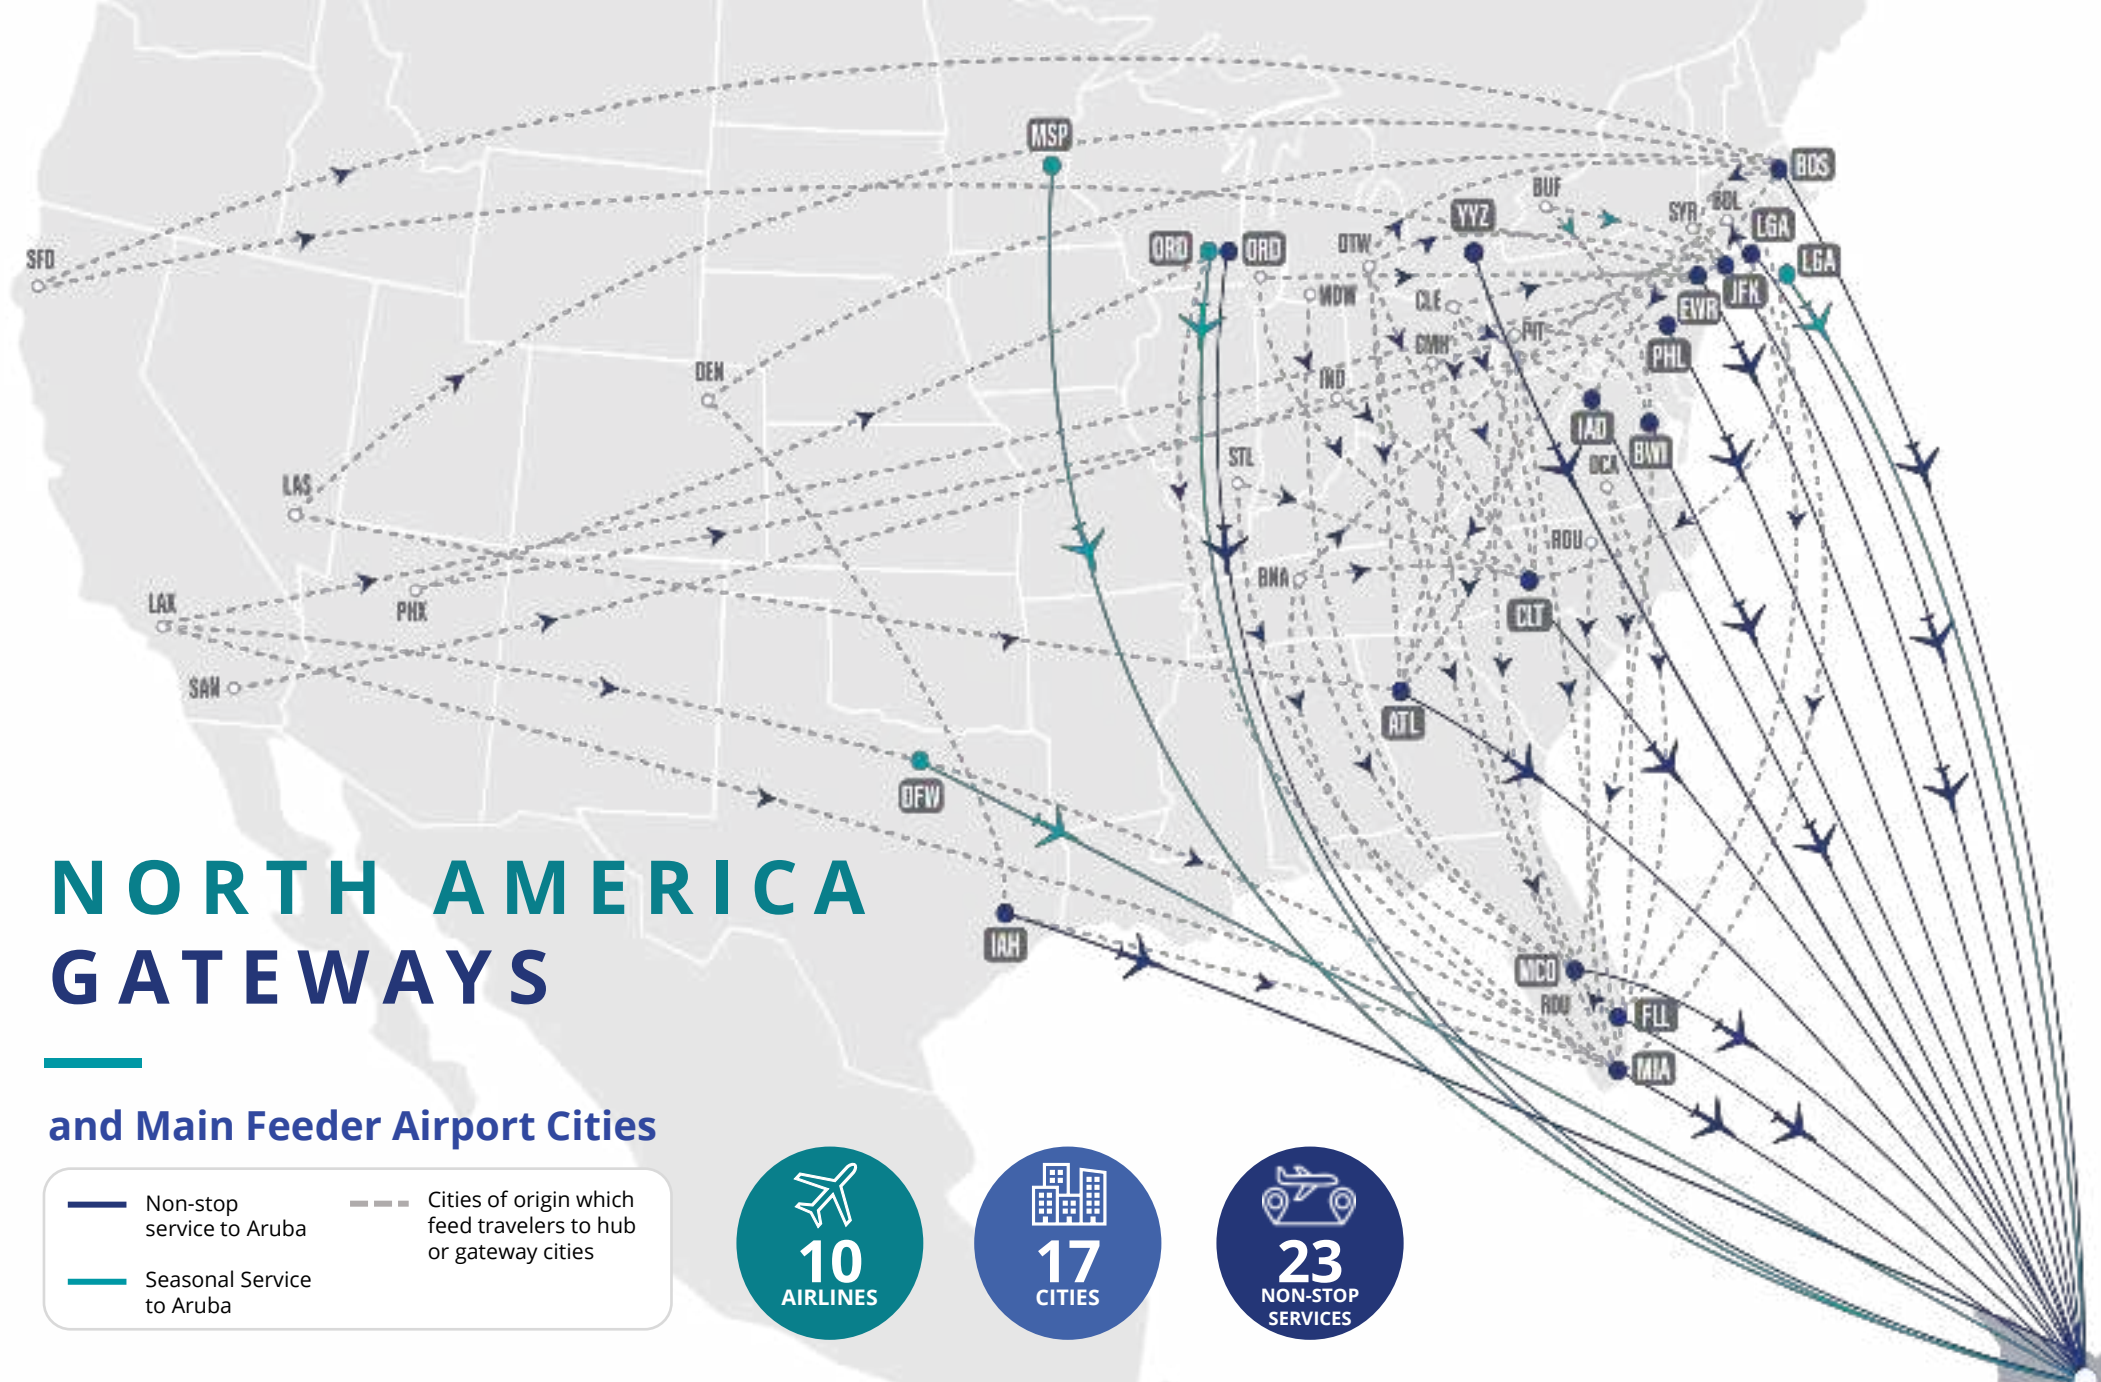 MSP
BOS
BUF
SYR
BDL
YYZ
LGA
ORD
ORD
DTW
LGA
SFO
MDW
CLE
JFK
EWR
PIT
CMH
PHL
DEN
IND
IAD
BWI
STL
DCA
LAS
RDU
BNA
LAX
PHX
CLT
SAN
ATL
DFW
NORTH AMERICA
GATEWAYS
IAH
MCO
RDU
FLL
MIA
and Main Feeder Airport Cities
Non-stop
service to Aruba
Seasonal Service
to Aruba
Cities of origin which
feed travelers to hub
or gateway cities
10
AIRLINES
17
CITIES
23
NON-STOP
SERVICES